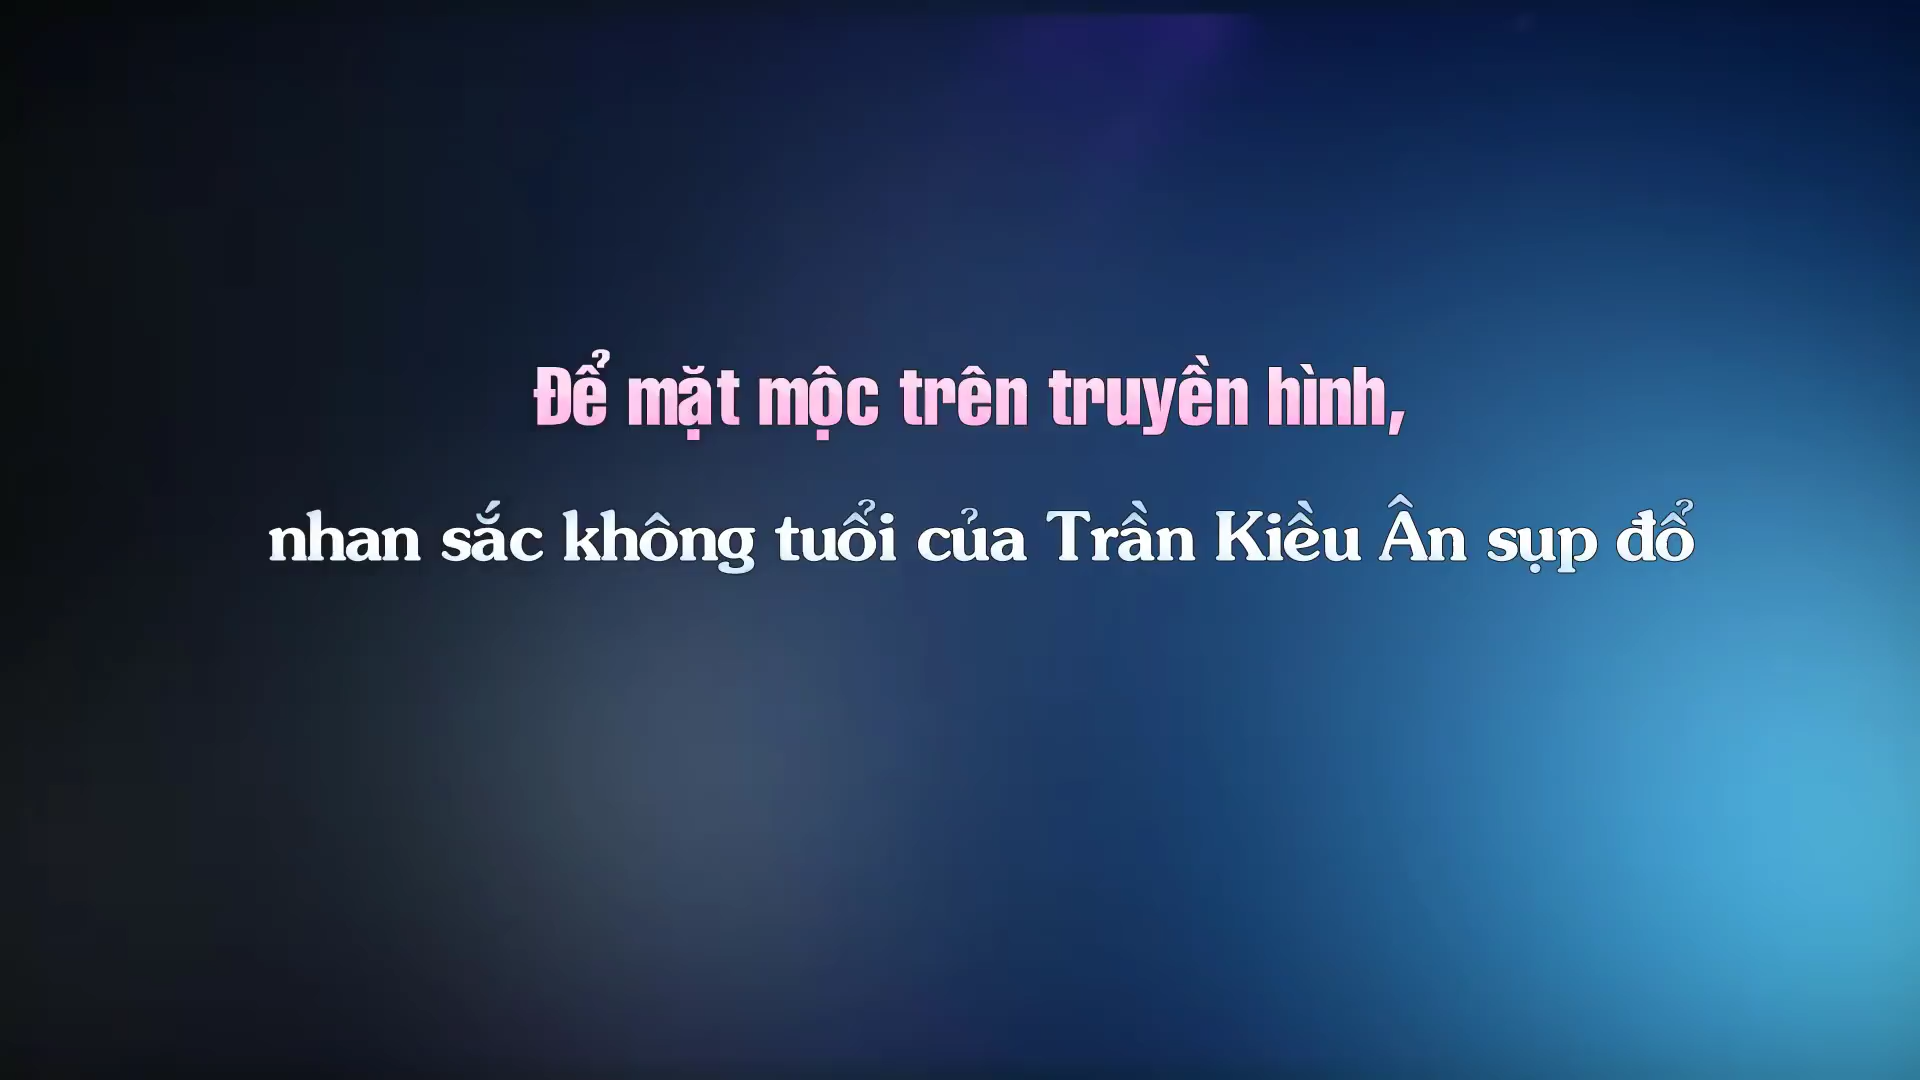 Để mặt mộc trên truyền hình,
nhan sắc không tuổi của Trần Kiều Ân sụp đổ